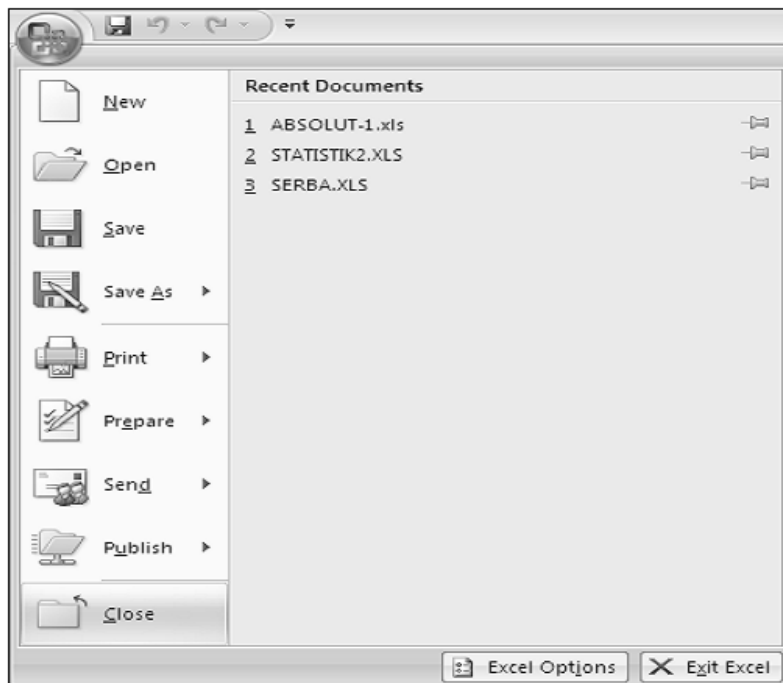 New
Open
Save
Save As
Print
Prepare
Send
Publish
Close
Recent Documents
1 ABSOLUT-1.xls
2 STATISTIK2.XLS
3 SERBA.XLS
Excel Options
Exit Excel